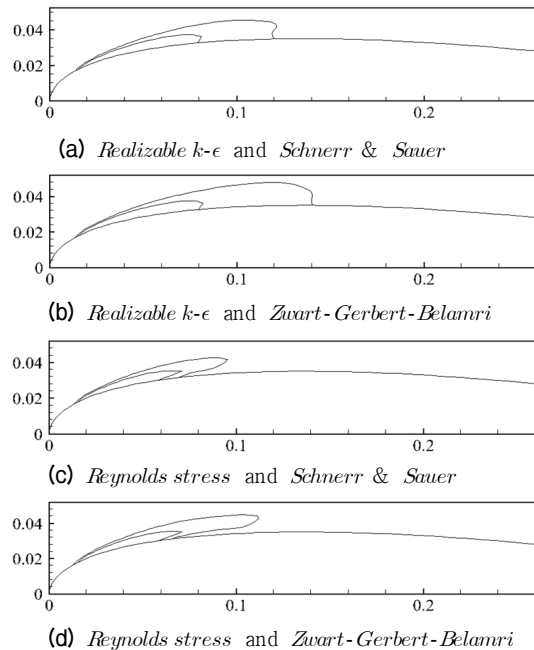 0.04
0.02
0
0 0.1 0.2
(a) Realizable k-ϵ and Schnerr & Sauer
0.04
0.02
0
0 0.1 0.2
(b) Realizable k-ϵ and Zwart-Gerbert-Belamri
0.04
0.02
0
0 0.1 0.2
(c) Reynolds stress and Schnerr & Sauer
0.04
0.02
0
0 0.1 0.2
(d) Reynolds stress and Zwart-Gerbert-Belamri